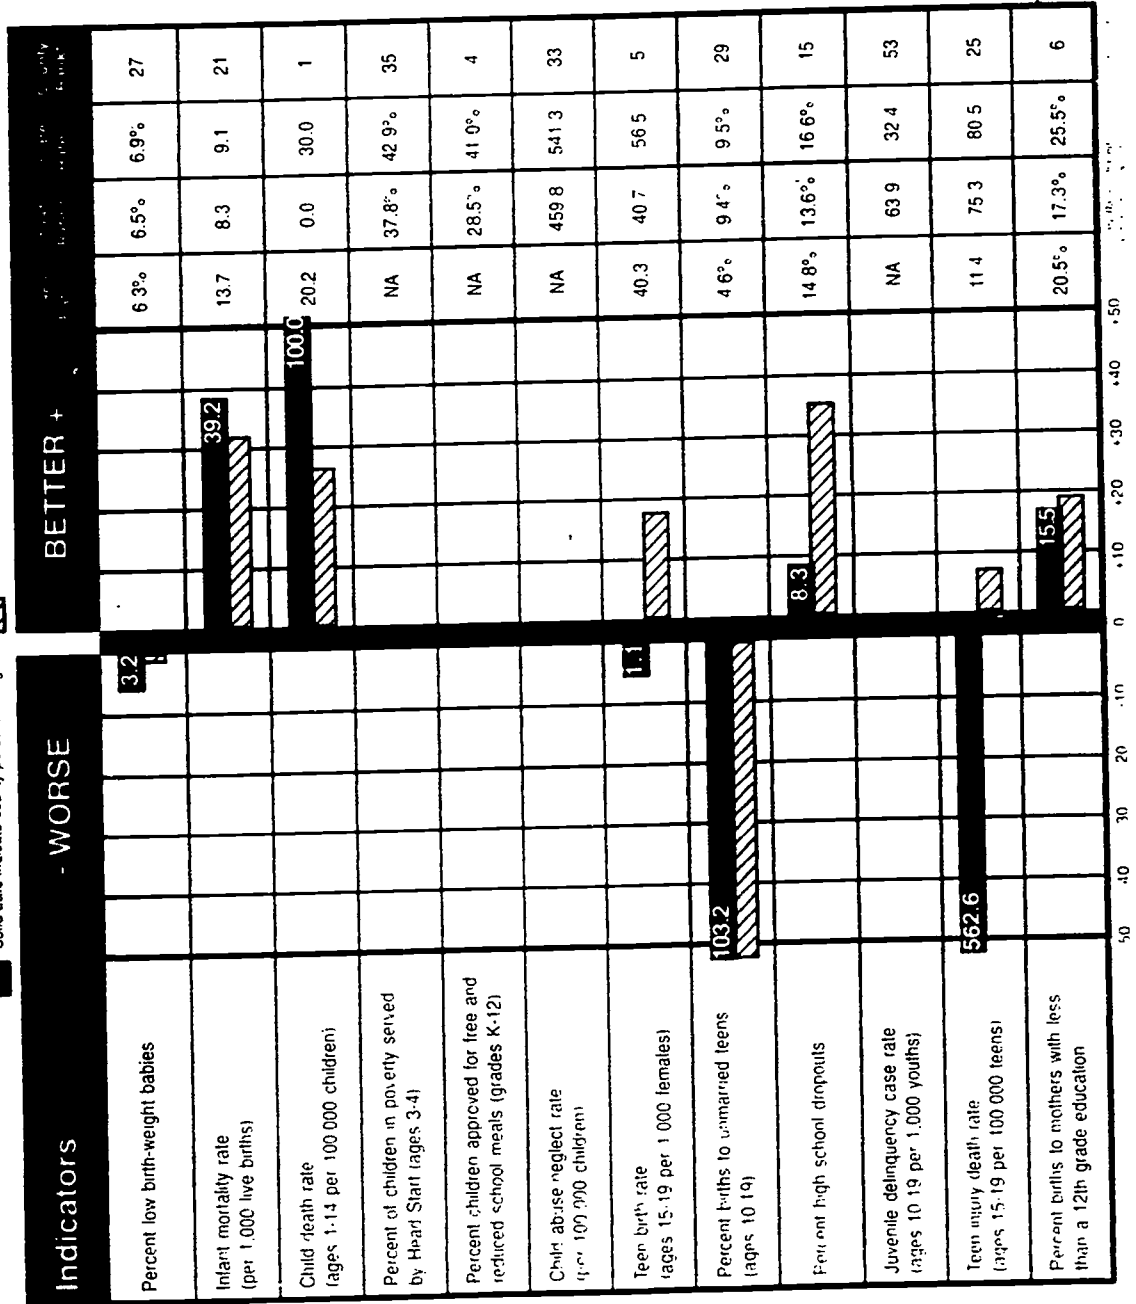 Indicators
- WORSE
BETTER +
Percent low birth-weight babies
3.2
6 3%
6.5%
6.9%
27
Infant mortality rate
(per 1,000 live births)
39.2
13.7
8.3
9.1
21
Child death rate
(ages 1-14 per 100 000 children)
100.0
20.2
0.0
30.0
1
Percent of children in poverty served
by Head Start (ages 3-4)
NA
37.8%
42 9%
35
Percent children approved for free and
reduced school meals (grades K-12)
NA
28.5%
41 0%
4
Child abuse neglect rate
(per 100 000 children)
NA
459 8
541 3
33
Teen birth rate
(ages 15-19 per 1 000 females)
1.1
40.3
40 7
56 5
5
Percent births to unmarried teens
(ages 10 19)
103.2
4 6%
9 4%
9 5%
29
Percent high school dropouts
8.3
14 8%
13.6%
16 6%
15
Juvenile delinquency case rate
(ages 10 19 per 1,000 youths)
NA
63 9
32 4
53
Teen injury death rate
(ages 15-19 per 100 000 teens)
562.6
11 4
75 3
80 5
25
Percent births to mothers with less
than a 12th grade education
15.5
20.5%
17.3%
25.5%
6
50 40 30 20 10 0 +10 +20 +30 +40 +50